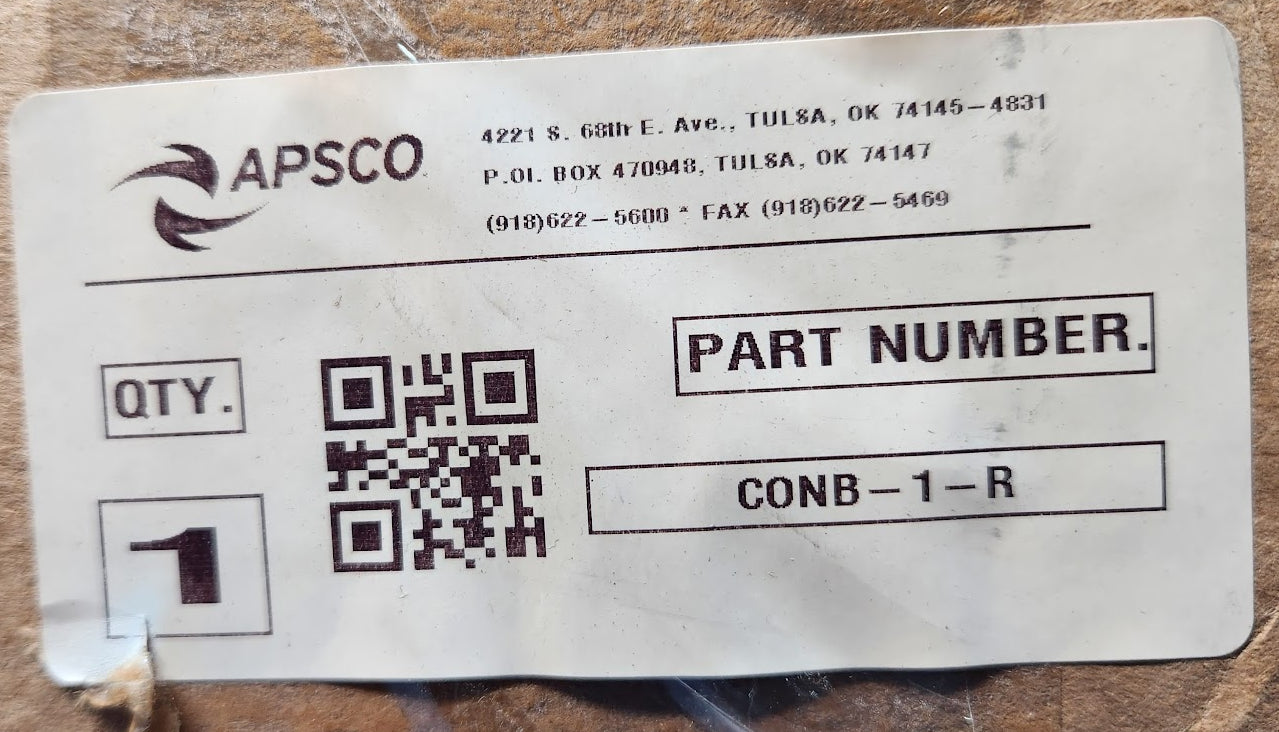 APSCO
4221 S. 68th E. Ave., TULSA, OK 74145-4831
P.O. BOX 470948, TULSA, OK 74147
(918)622-5600 * FAX (918)622-5469
QTY.
PART NUMBER.
1
CONB-1-R